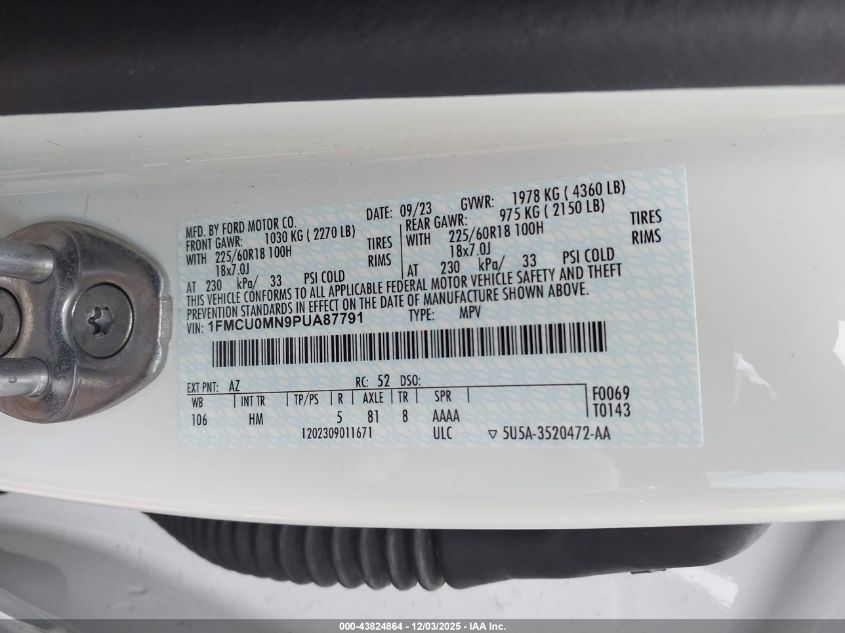 MFD. BY FORD MOTOR CO.
DATE: 09/23 GVWR: 1978 KG ( 4360 LB)
FRONT GAWR: 1030 KG ( 2270 LB) REAR GAWR: 975 KG ( 2150 LB)
WITH 225/60R18 100H TIRES WITH 225/60R18 100H TIRES
18x7.0J RIMS 18x7.0J RIMS
AT 230 kPa/ 33 PSI COLD AT 230 kPa/ 33 PSI COLD
THIS VEHICLE CONFORMS TO ALL APPLICABLE FEDERAL MOTOR VEHICLE SAFETY AND THEFT
PREVENTION STANDARDS IN EFFECT ON THE DATE OF MANUFACTURE SHOWN ABOVE.
VIN: 1FMCU0MN9PUA87791 TYPE: MPV
EXT PNT: AZ RC: 52 DSO:
WB INT TR TP/PS R AXLE TR SPR F0069
106 HM 5 81 8 AAAA T0143
1202309011671 ULC ▽ 5U5A-3520472-AA
000-43824864 - 12/03/2025 - IAA Inc.